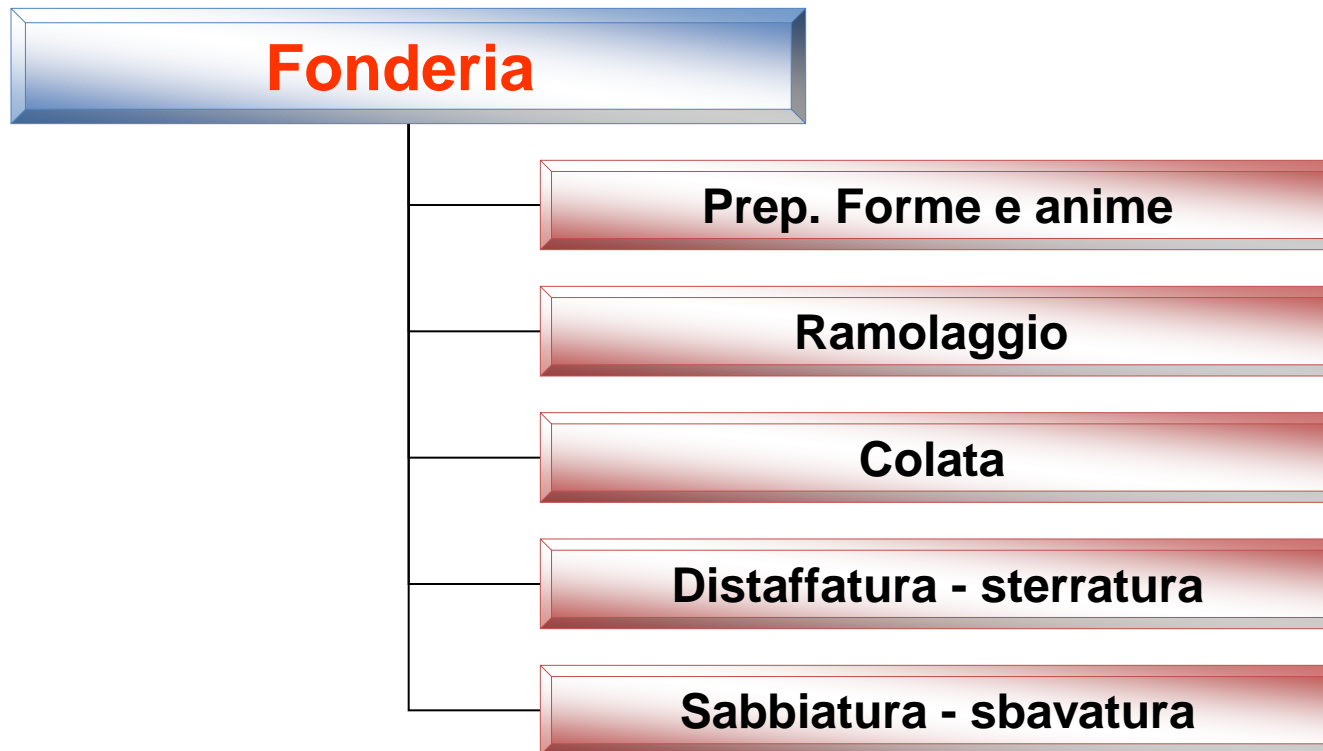 Fonderia
Prep. Forme e anime
Ramolaggio
Colata
Distaffatura - sterratura
Sabbiatura - sbavatura